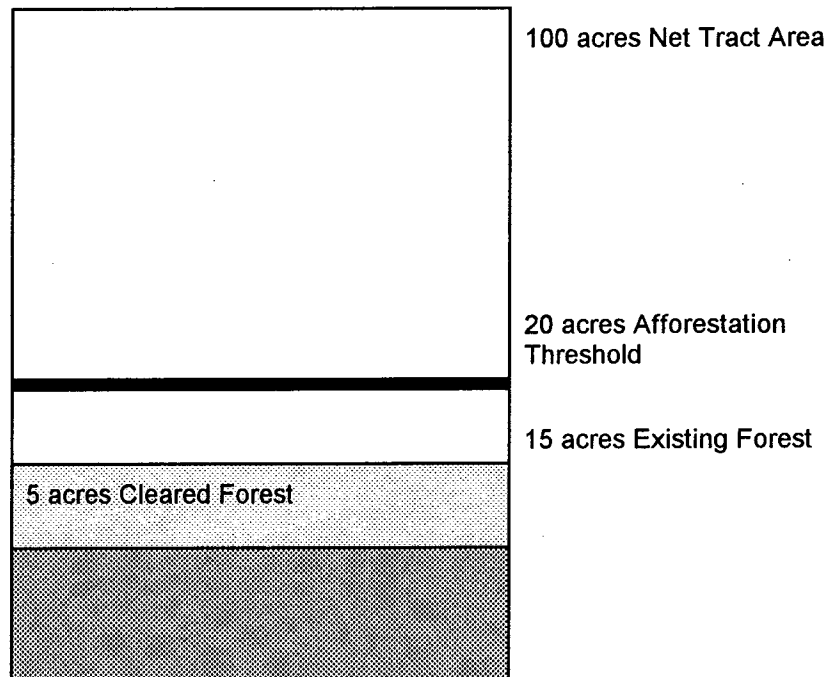 100 acres Net Tract Area
20 acres Afforestation
Threshold
15 acres Existing Forest
5 acres Cleared Forest